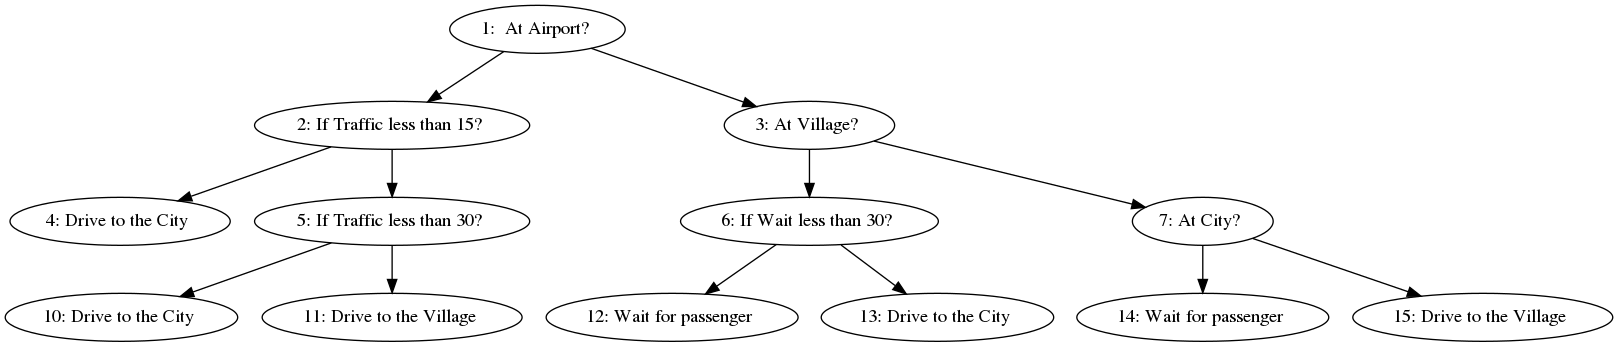 1:  At Airport?
2: If Traffic less than 15?
3: At Village?
4: Drive to the City
5: If Traffic less than 30?
6: If Wait less than 30?
7: At City?
10: Drive to the City
11: Drive to the Village
12: Wait for passenger
13: Drive to the City
14: Wait for passenger
15: Drive to the Village